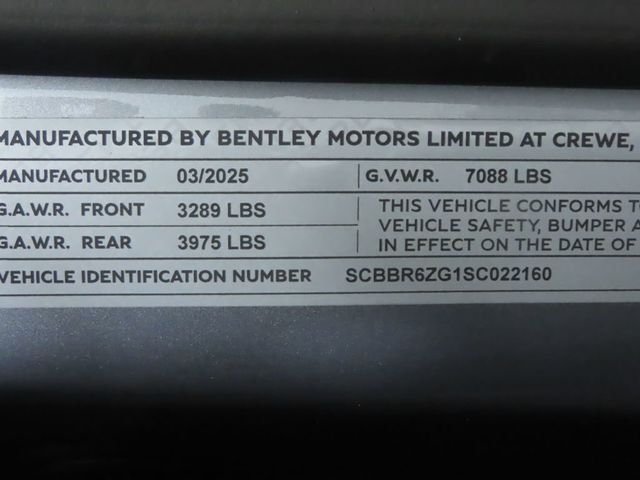 MANUFACTURED BY BENTLEY MOTORS LIMITED AT CREWE,
MANUFACTURED 03/2025 G.V.W.R. 7088 LBS
G.A.W.R. FRONT 3289 LBS
THIS VEHICLE CONFORMS TO
VEHICLE SAFETY, BUMPER A
G.A.W.R. REAR 3975 LBS
IN EFFECT ON THE DATE OF
VEHICLE IDENTIFICATION NUMBER SCBBR6ZG1SC022160